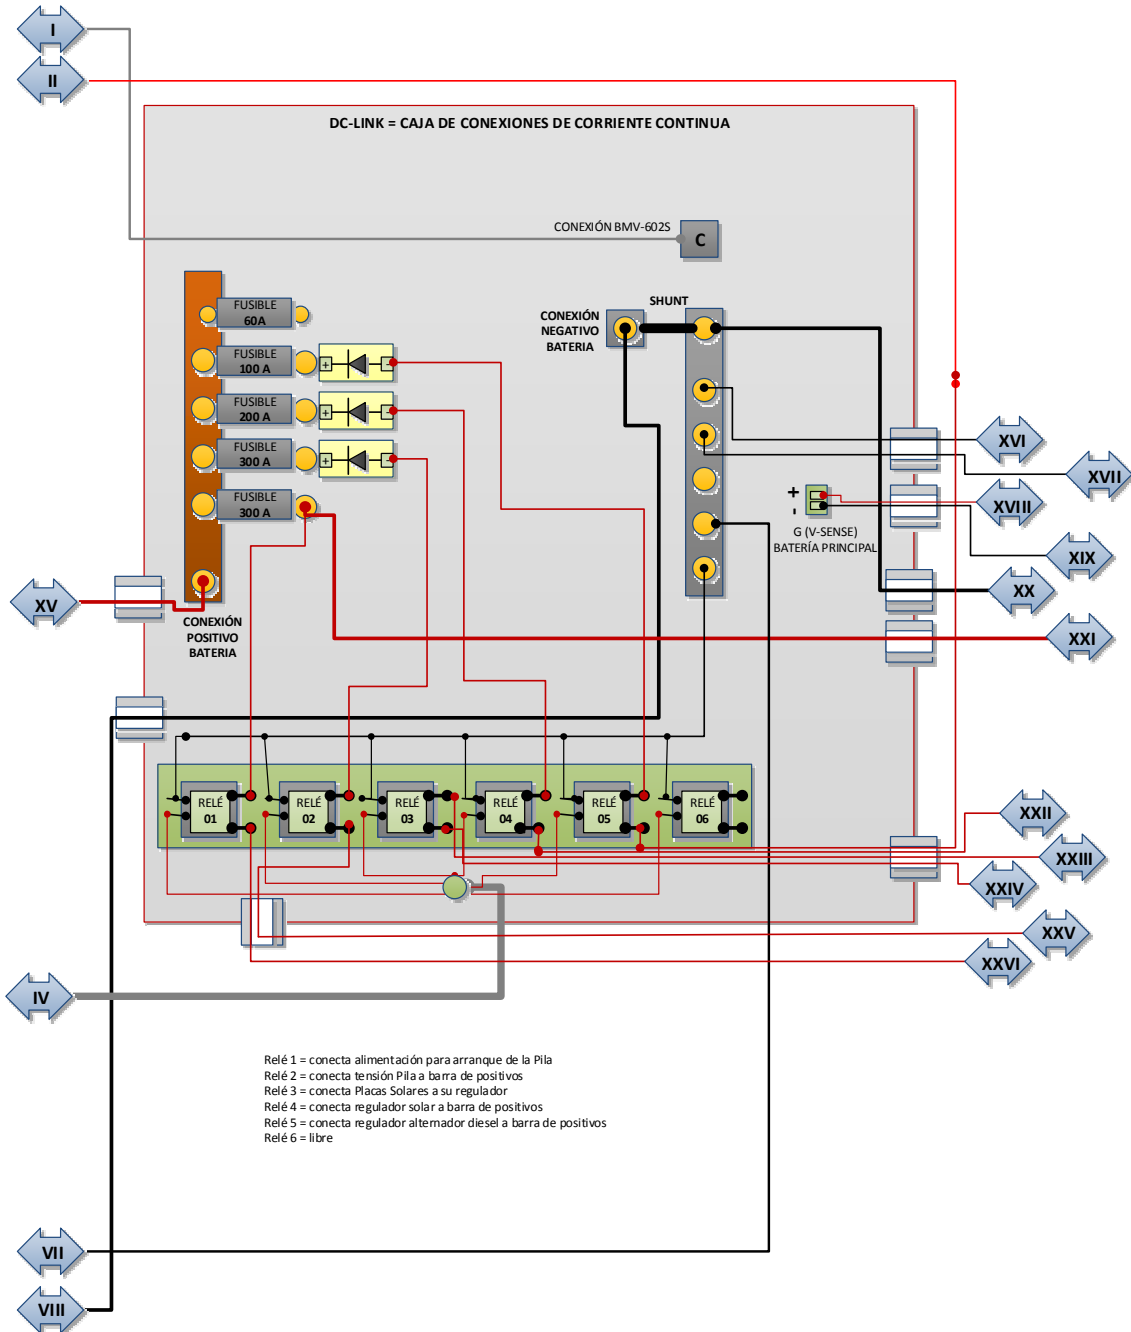 I
II
DC-LINK = CAJA DE CONEXIONES DE CORRIENTE CONTINUA
CONEXIÓN BMV-602S
C
FUSIBLE
60A
FUSIBLE
100 A
FUSIBLE
200 A
FUSIBLE
300 A
FUSIBLE
300 A
+
-
+
-
+
-
SHUNT
CONEXIÓN
NEGATIVO
BATERIA
+
-
G (V-SENSE)
BATERÍA PRINCIPAL
XVI
XVII
XVIII
XIX
XX
XXI
XV
CONEXIÓN
POSITIVO
BATERIA
RELÉ
01
RELÉ
02
RELÉ
03
RELÉ
04
RELÉ
05
RELÉ
06
XXII
XXIII
XXIV
XXV
XXVI
IV
Relé 1 = conecta alimentación para arranque de la Pila
Relé 2 = conecta tensión Pila a barra de positivos
Relé 3 = conecta Placas Solares a su regulador
Relé 4 = conecta regulador solar a barra de positivos
Relé 5 = conecta regulador alternador diesel a barra de positivos
Relé 6 = libre
VII
VIII